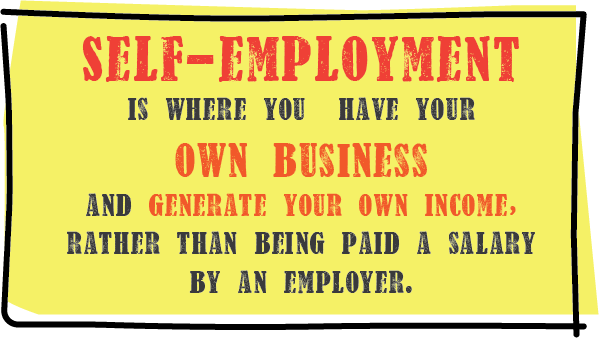 SELF-EMPLOYMENT
IS WHERE YOU HAVE YOUR
OWN BUSINESS
AND GENERATE YOUR OWN INCOME,
RATHER THAN BEING PAID A SALARY
BY AN EMPLOYER.